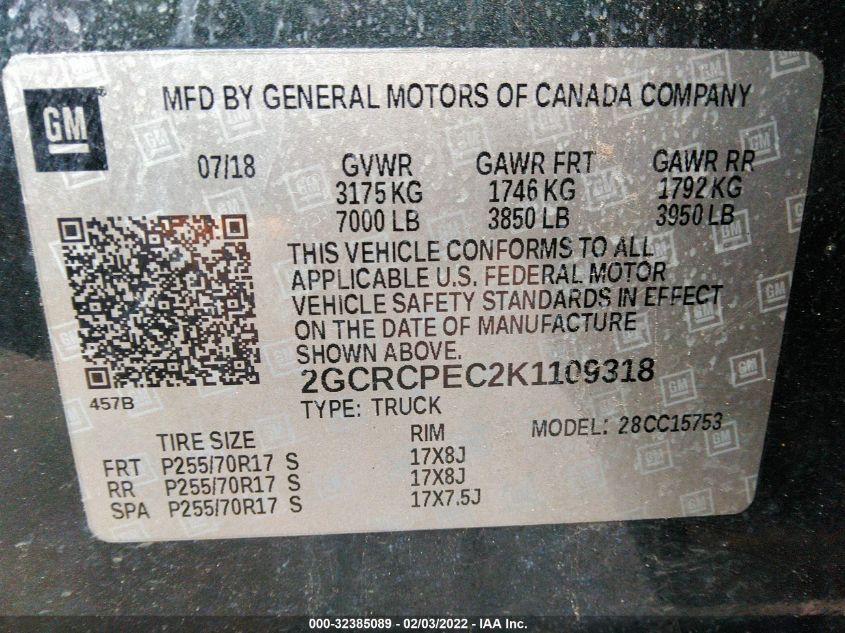 GM
MFD BY GENERAL MOTORS OF CANADA COMPANY
07/18 GVWR GAWR FRT GAWR RR
3175 KG 1746 KG 1792 KG
7000 LB 3850 LB 3950 LB
THIS VEHICLE CONFORMS TO ALL
APPLICABLE U.S. FEDERAL MOTOR
VEHICLE SAFETY STANDARDS IN EFFECT
ON THE DATE OF MANUFACTURE
SHOWN ABOVE.
2GCRCPEC2K1109318
457B
TYPE: TRUCK
MODEL: 28CC15753
TIRE SIZE RIM
FRT P255/70R17 S 17X8J
RR P255/70R17 S 17X8J
SPA P255/70R17 S 17X7.5J
000-32385089 - 02/03/2022 - IAA Inc.